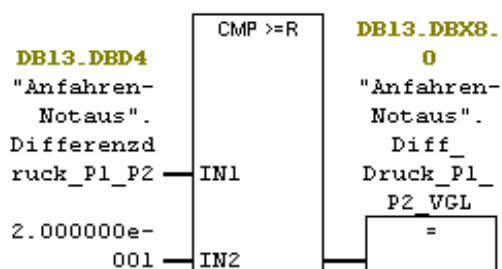 CMP >=R
DB13.DBD4
"Anfahren-
Notaus".
Differenzd
ruck_P1_P2
IN1
2.000000e-
001
IN2
DB13.DBX8.
0
"Anfahren-
Notaus".
Diff_
Druck_P1_
P2_VGL
=